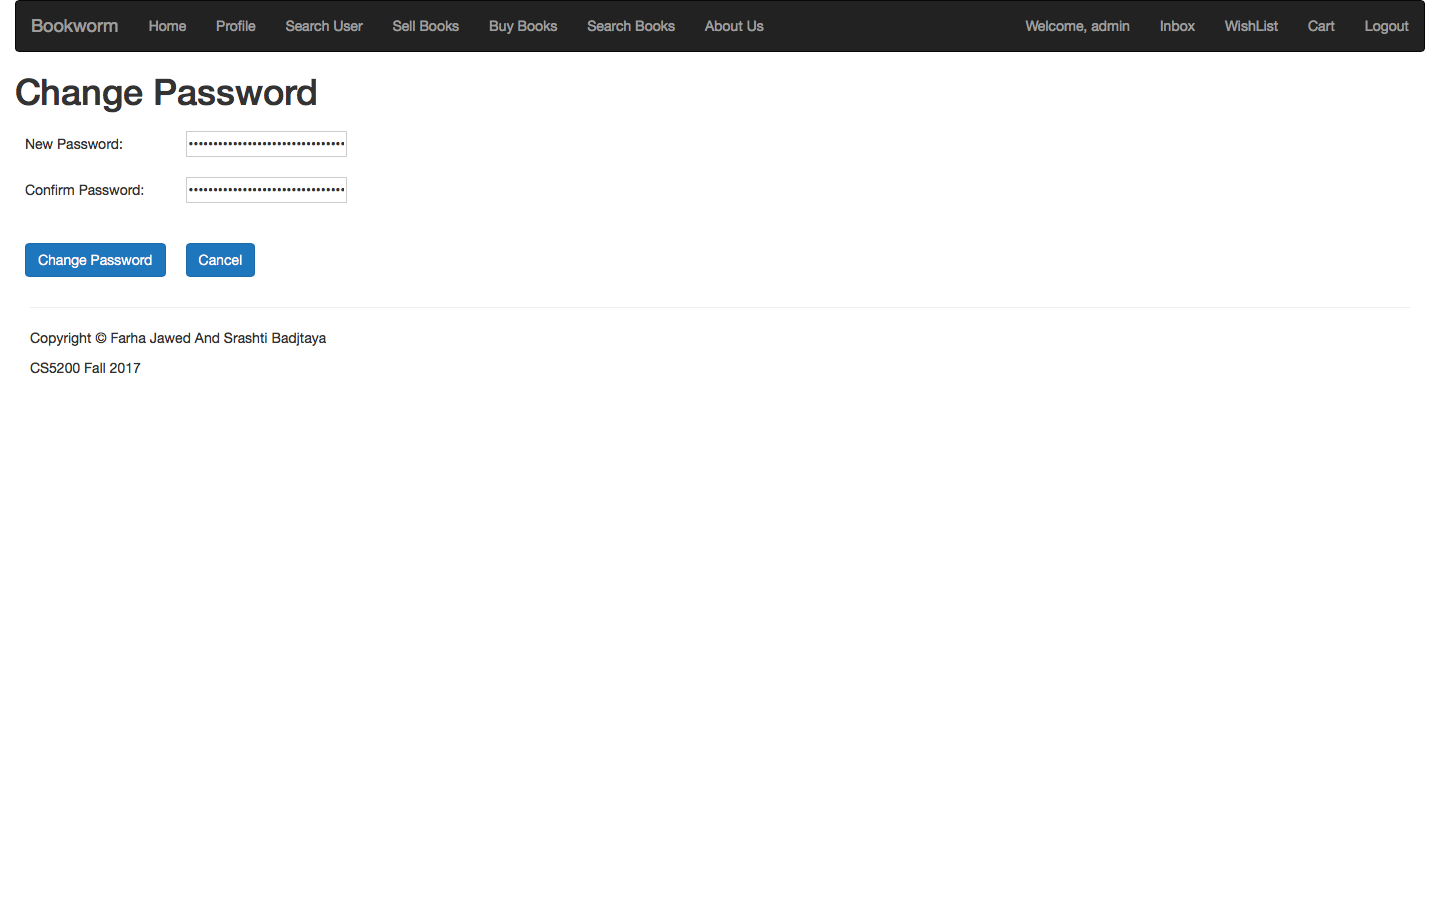 Bookworm Home Profile Search User Sell Books Buy Books Search Books About Us Welcome, admin Inbox WishList Cart Logout
Change Password
New Password: ••••••••••••••••••••••••••••••••
Confirm Password: ••••••••••••••••••••••••••••••••
Change Password Cancel
Copyright © Farha Jawed And Srashti Badjtaya
CS5200 Fall 2017